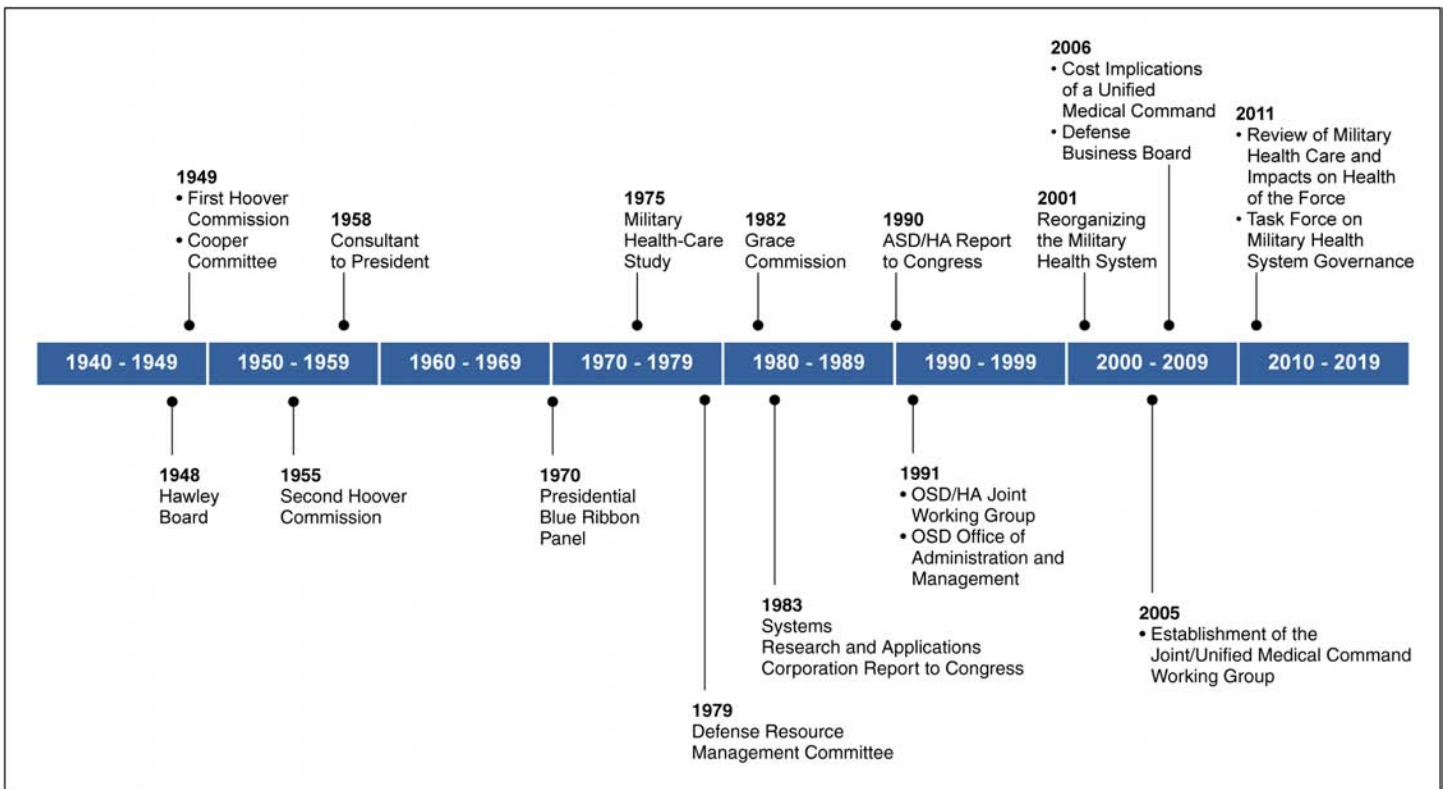 2006
• Cost Implications
of a Unified
Medical Command
• Defense
Business Board
2011
• Review of Military
Health Care and
Impacts on Health
of the Force
• Task Force on
Military Health
System Governance
1949
• First Hoover
Commission
• Cooper
Committee
1958
Consultant
to President
1975
Military
Health-Care
Study
1982
Grace
Commission
1990
ASD/HA Report
to Congress
2001
Reorganizing
the Military
Health System
1940 - 1949
1950 - 1959
1960 - 1969
1970 - 1979
1980 - 1989
1990 - 1999
2000 - 2009
2010 - 2019
1948
Hawley
Board
1955
Second Hoover
Commission
1970
Presidential
Blue Ribbon
Panel
1991
• OSD/HA Joint
Working Group
• OSD Office of
Administration and
Management
1983
Systems
Research and Applications
Corporation Report to Congress
2005
• Establishment of the
Joint/Unified Medical Command
Working Group
1979
Defense Resource
Management Committee